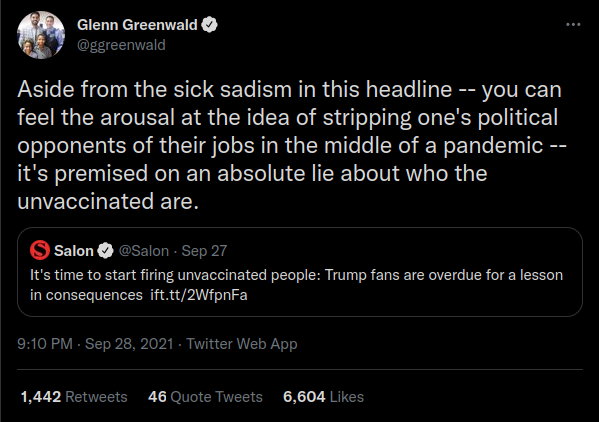 Glenn Greenwald
@ggreenwald
Aside from the sick sadism in this headline -- you can
feel the arousal at the idea of stripping one's political
opponents of their jobs in the middle of a pandemic --
it's premised on an absolute lie about who the
unvaccinated are.
Salon @Salon · Sep 27
It's time to start firing unvaccinated people: Trump fans are overdue for a lesson
in consequences ift.tt/2WfpnFa
9:10 PM · Sep 28, 2021 · Twitter Web App
1,442 Retweets 46 Quote Tweets 6,604 Likes